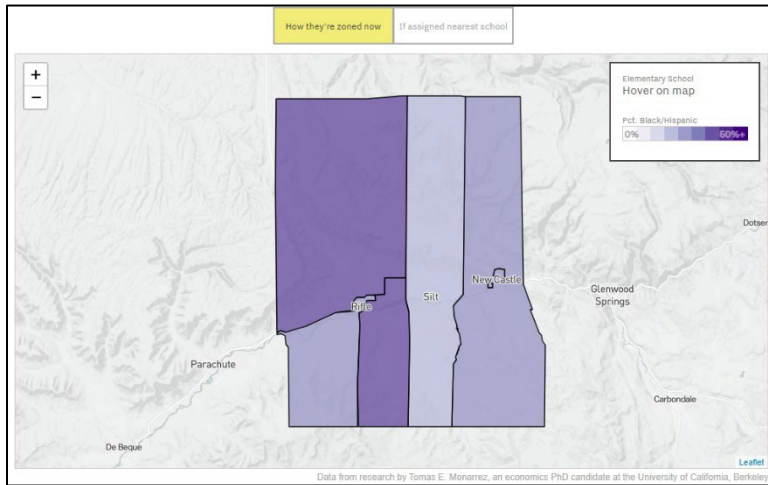 How they're zoned now
If assigned nearest school
+
−
Elementary School
Hover on map
Pct. Black/Hispanic
0%
50%+
Dotsero
New Castle
Glenwood
Springs
Silt
Rifle
Parachute
Carbondale
De Beque
Leaflet
Data from research by Tomas E. Monarrez, an economics PhD candidate at the University of California, Berkeley